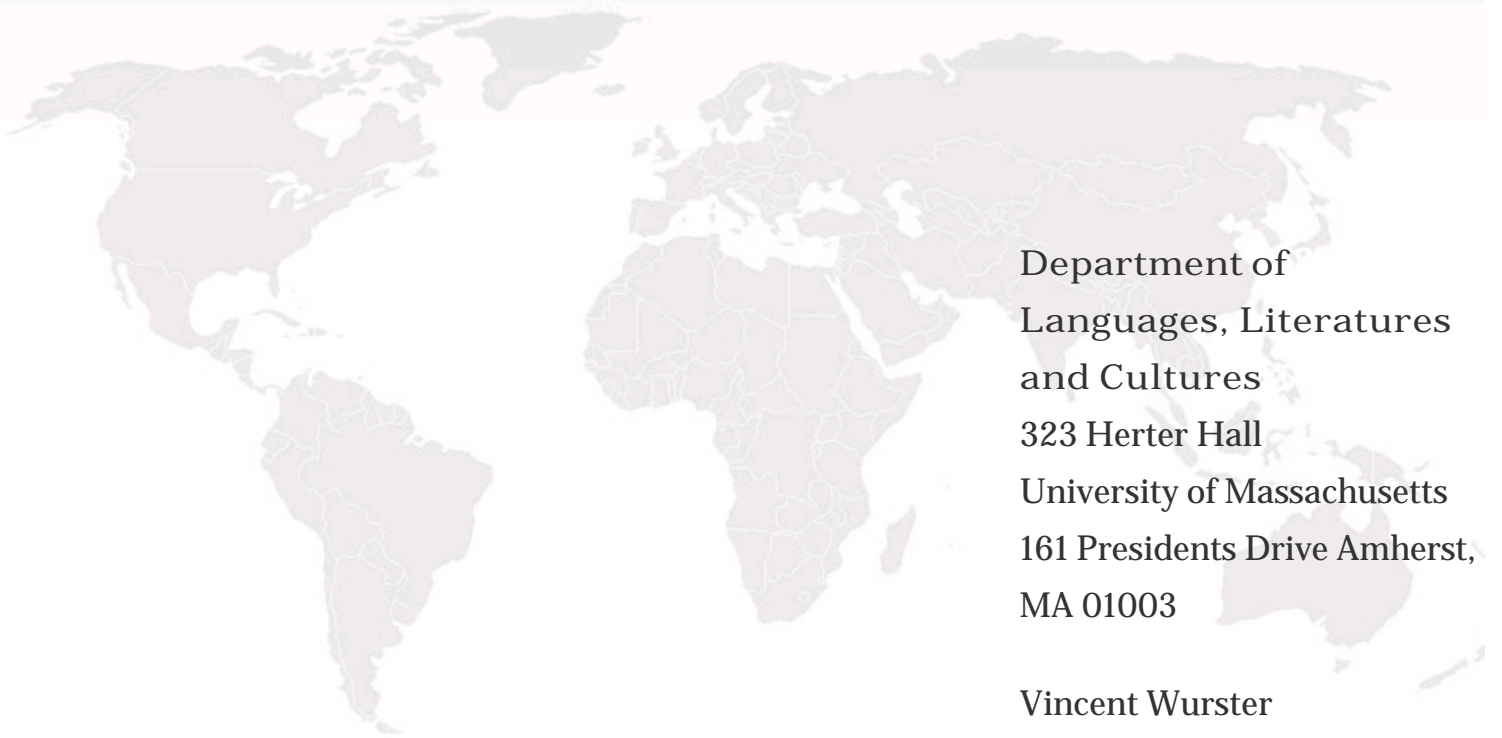 Department of
Languages, Literatures
and Cultures
323 Herter Hall
University of Massachusetts
161 Presidents Drive Amherst,
MA 01003
Vincent Wurster